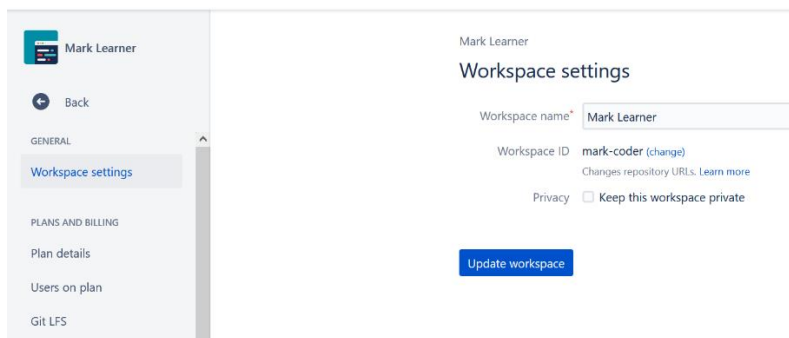 Mark Learner
Back
GENERAL
Workspace settings
PLANS AND BILLING
Plan details
Users on plan
Git LFS
Mark Learner
Workspace settings
Workspace name* Mark Learner
Workspace ID mark-coder (change)
Changes repository URLs. Learn more
Privacy Keep this workspace private
Update workspace